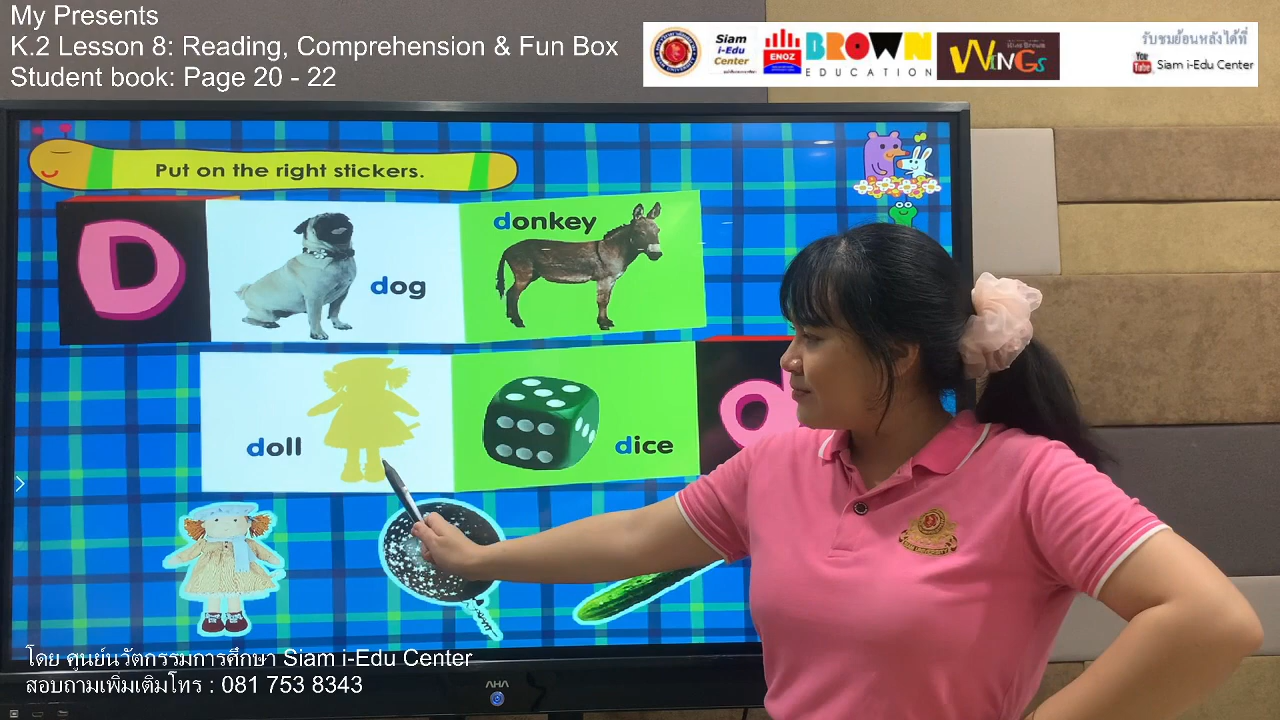 My Presents
K.2 Lesson 8: Reading, Comprehension & Fun Box
Student book: Page 20 - 22
Siam
i-Edu
Center
ENOZ
BROWN
EDUCATION
WINGS
รับชมย้อนหลังได้ที่
You
Tube
Siam i-Edu Center
Put on the right stickers.
D
dog
donkey
doll
dice
d
โดย ศูนย์นวัตกรรมการศึกษา Siam i-Edu Center
สอบถามเพิ่มเติมโทร : 081 753 8343
AHA